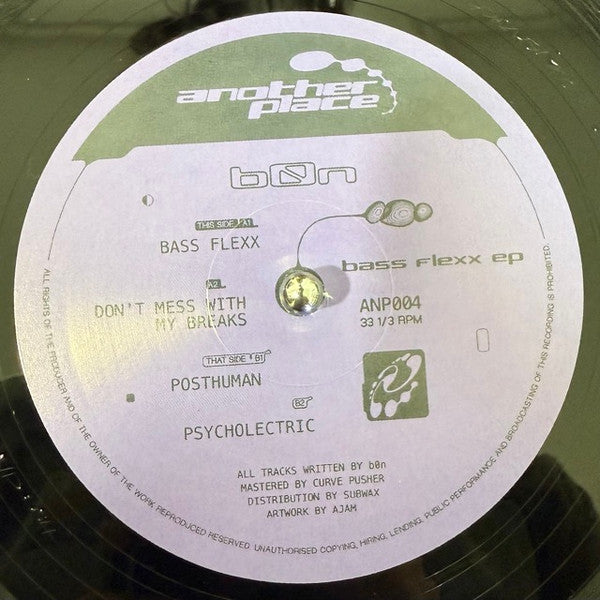 another
place
b0n
THIS SIDE A1
BASS FLEXX
bass flexx ep
A2
DON'T MESS WITH
MY BREAKS
ANP004
33 1/3 RPM
THAT SIDE B1
POSTHUMAN
B2
PSYCHOLECTRIC
ALL TRACKS WRITTEN BY b0n
MASTERED BY CURVE PUSHER
DISTRIBUTION BY SUBWAX
ARTWORK BY AJAM
ALL RIGHTS OF THE PRODUCER AND OF THE OWNER OF THE WORK REPRODUCED RESERVED. UNAUTHORISED COPYING, HIRING, LENDING, PUBLIC PERFORMANCE AND BROADCASTING OF THIS RECORDING IS PROHIBITED.